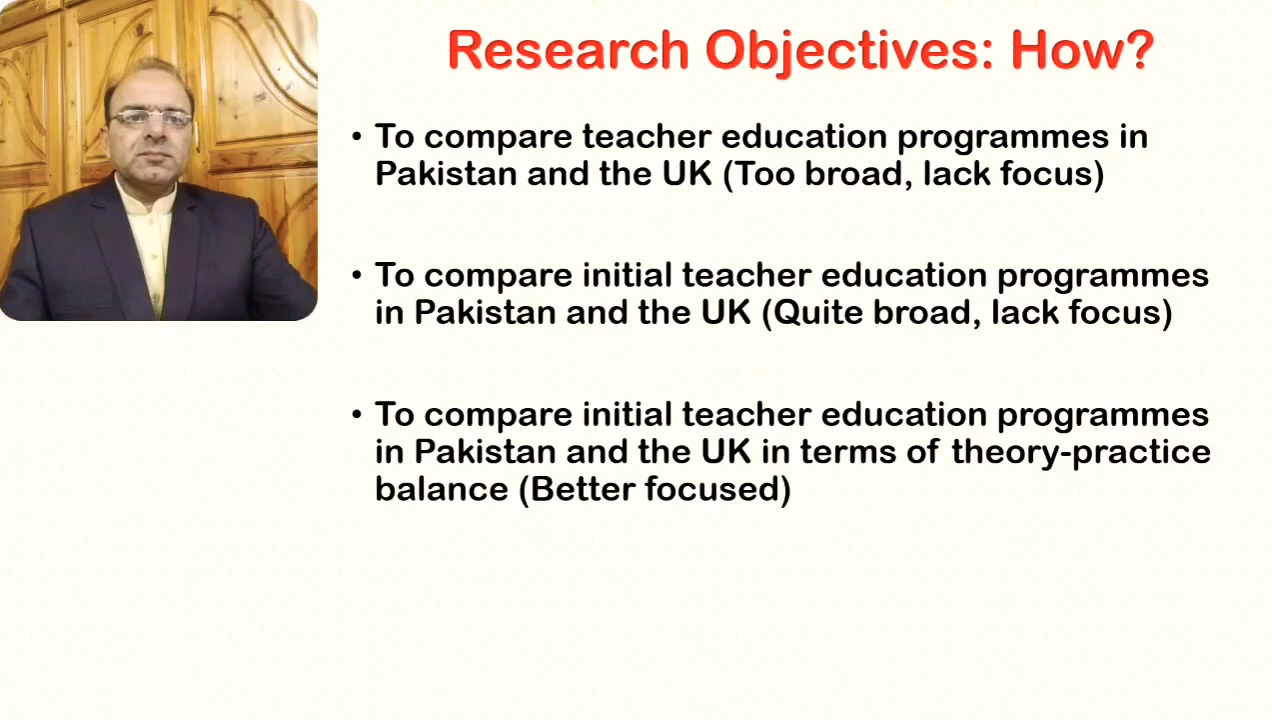 Research Objectives: How?
• To compare teacher education programmes in
Pakistan and the UK (Too broad, lack focus)
• To compare initial teacher education programmes
in Pakistan and the UK (Quite broad, lack focus)
• To compare initial teacher education programmes
in Pakistan and the UK in terms of theory-practice
balance (Better focused)